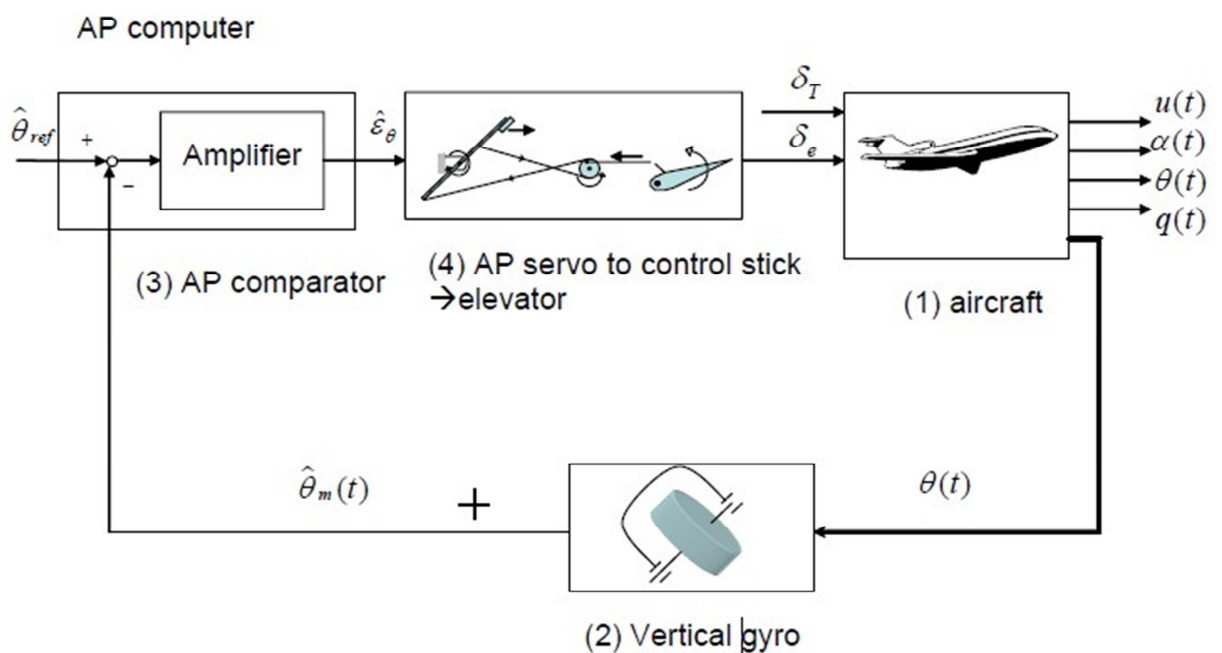 AP computer
θ̂ref
+
−
Amplifier
ε̂θ
δT
δe
u(t)
α(t)
θ(t)
q(t)
(3) AP comparator
(4) AP servo to control stick
→elevator
(1) aircraft
θ̂m(t)
+
θ(t)
(2) Vertical gyro